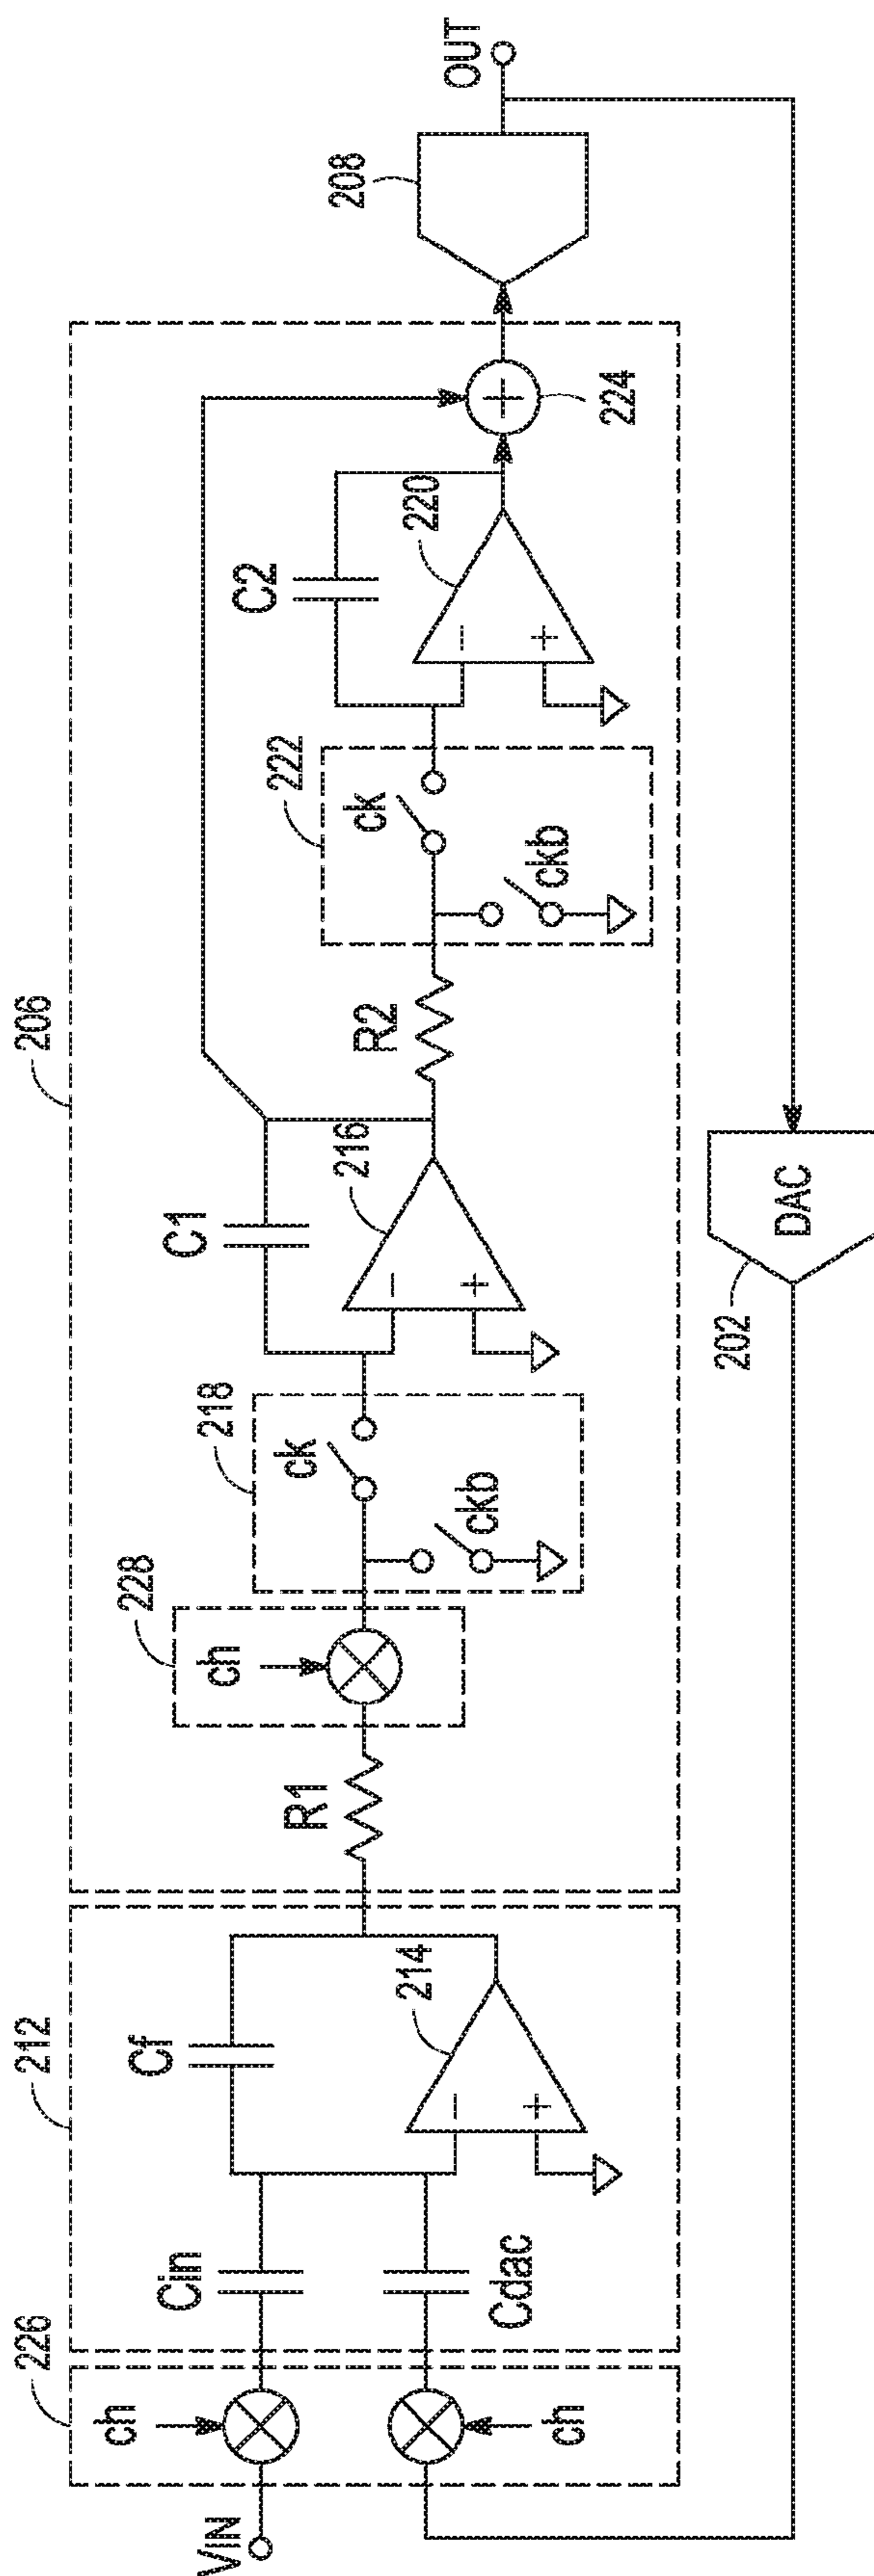 VIN
ch
ch
226
Cin
Cdac
212
Cf
214
−
+
206
R1
228
ch
218
ck
ckb
C1
216
−
+
R2
222
ck
ckb
C2
220
−
+
224
+
208
OUT
202
DAC